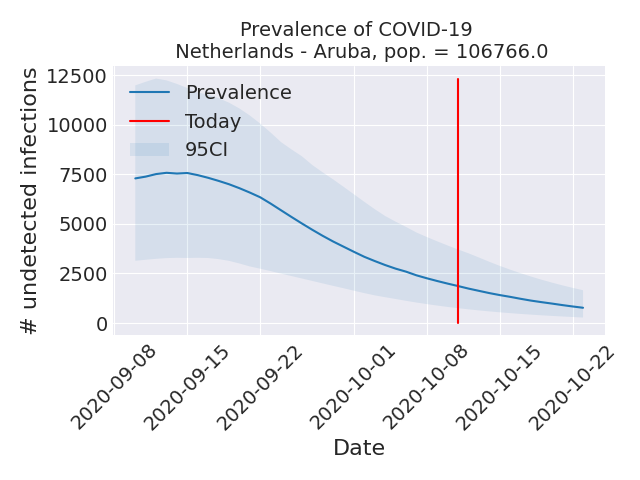 Prevalence of COVID-19
Netherlands - Aruba, pop. = 106766.0
12500
10000
7500
5000
2500
0
# undetected infections
Prevalence
Today
95CI
2020-09-08
2020-09-15
2020-09-22
2020-10-01
2020-10-08
2020-10-15
2020-10-22
Date